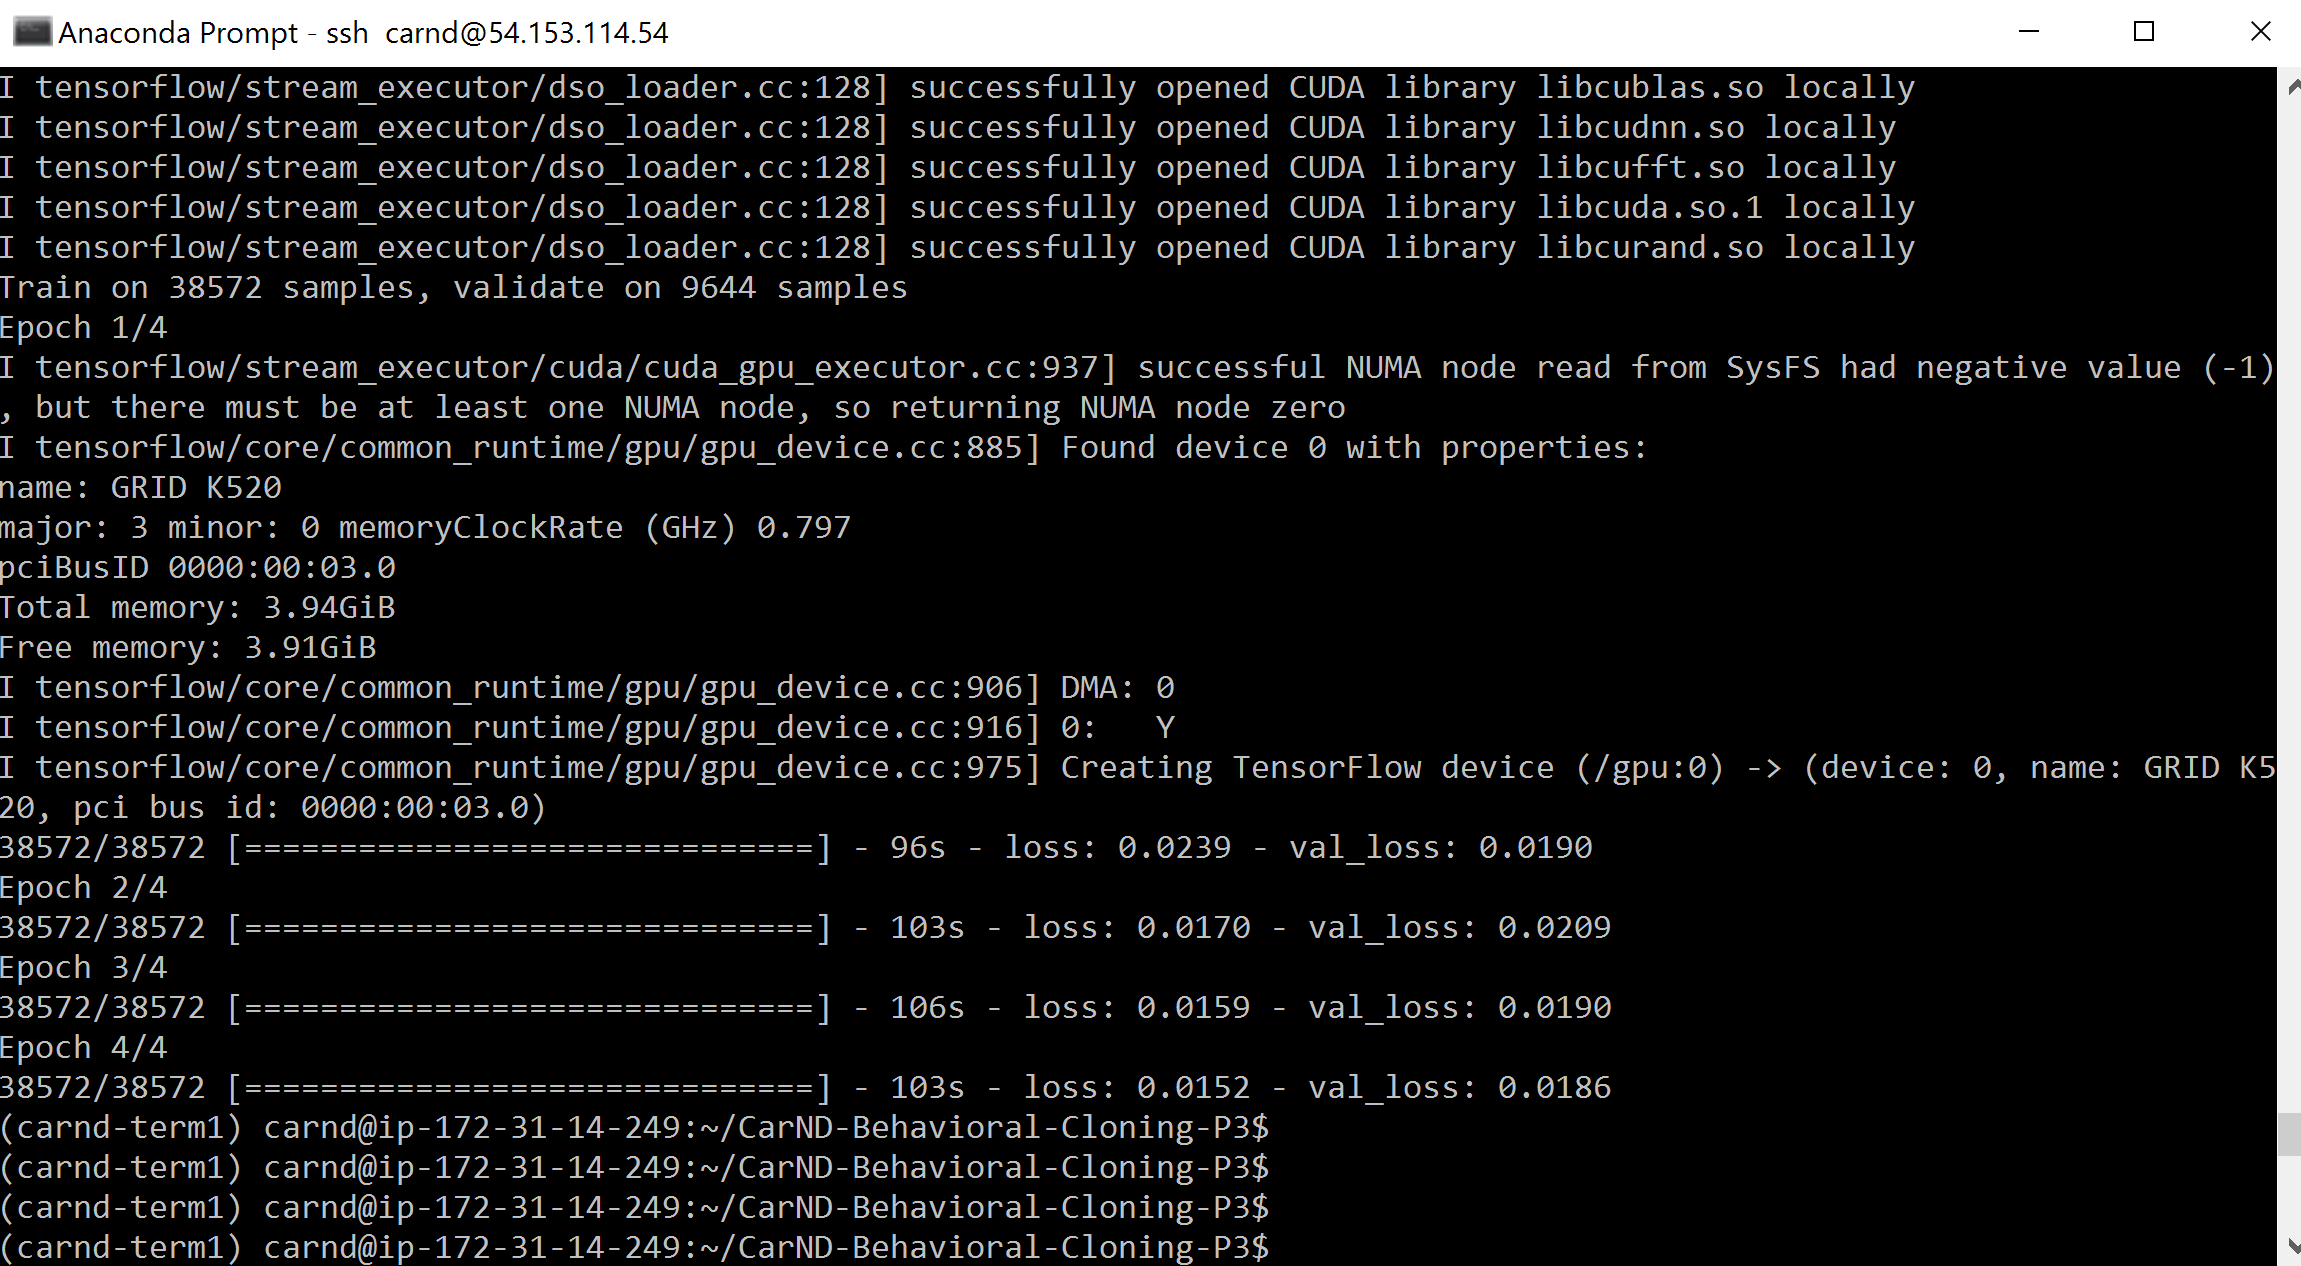 Anaconda Prompt - ssh  carnd@54.153.114.54
I tensorflow/stream_executor/dso_loader.cc:128] successfully opened CUDA library libcublas.so locally
I tensorflow/stream_executor/dso_loader.cc:128] successfully opened CUDA library libcudnn.so locally
I tensorflow/stream_executor/dso_loader.cc:128] successfully opened CUDA library libcufft.so locally
I tensorflow/stream_executor/dso_loader.cc:128] successfully opened CUDA library libcuda.so.1 locally
I tensorflow/stream_executor/dso_loader.cc:128] successfully opened CUDA library libcurand.so locally
Train on 38572 samples, validate on 9644 samples
Epoch 1/4
I tensorflow/stream_executor/cuda/cuda_gpu_executor.cc:937] successful NUMA node read from SysFS had negative value (-1)
, but there must be at least one NUMA node, so returning NUMA node zero
I tensorflow/core/common_runtime/gpu/gpu_device.cc:885] Found device 0 with properties:
name: GRID K520
major: 3 minor: 0 memoryClockRate (GHz) 0.797
pciBusID 0000:00:03.0
Total memory: 3.94GiB
Free memory: 3.91GiB
I tensorflow/core/common_runtime/gpu/gpu_device.cc:906] DMA: 0
I tensorflow/core/common_runtime/gpu/gpu_device.cc:916] 0:   Y
I tensorflow/core/common_runtime/gpu/gpu_device.cc:975] Creating TensorFlow device (/gpu:0) -> (device: 0, name: GRID K5
20, pci bus id: 0000:00:03.0)
38572/38572 [==============================] - 96s - loss: 0.0239 - val_loss: 0.0190
Epoch 2/4
38572/38572 [==============================] - 103s - loss: 0.0170 - val_loss: 0.0209
Epoch 3/4
38572/38572 [==============================] - 106s - loss: 0.0159 - val_loss: 0.0190
Epoch 4/4
38572/38572 [==============================] - 103s - loss: 0.0152 - val_loss: 0.0186
(carnd-term1) carnd@ip-172-31-14-249:~/CarND-Behavioral-Cloning-P3$
(carnd-term1) carnd@ip-172-31-14-249:~/CarND-Behavioral-Cloning-P3$
(carnd-term1) carnd@ip-172-31-14-249:~/CarND-Behavioral-Cloning-P3$
(carnd-term1) carnd@ip-172-31-14-249:~/CarND-Behavioral-Cloning-P3$